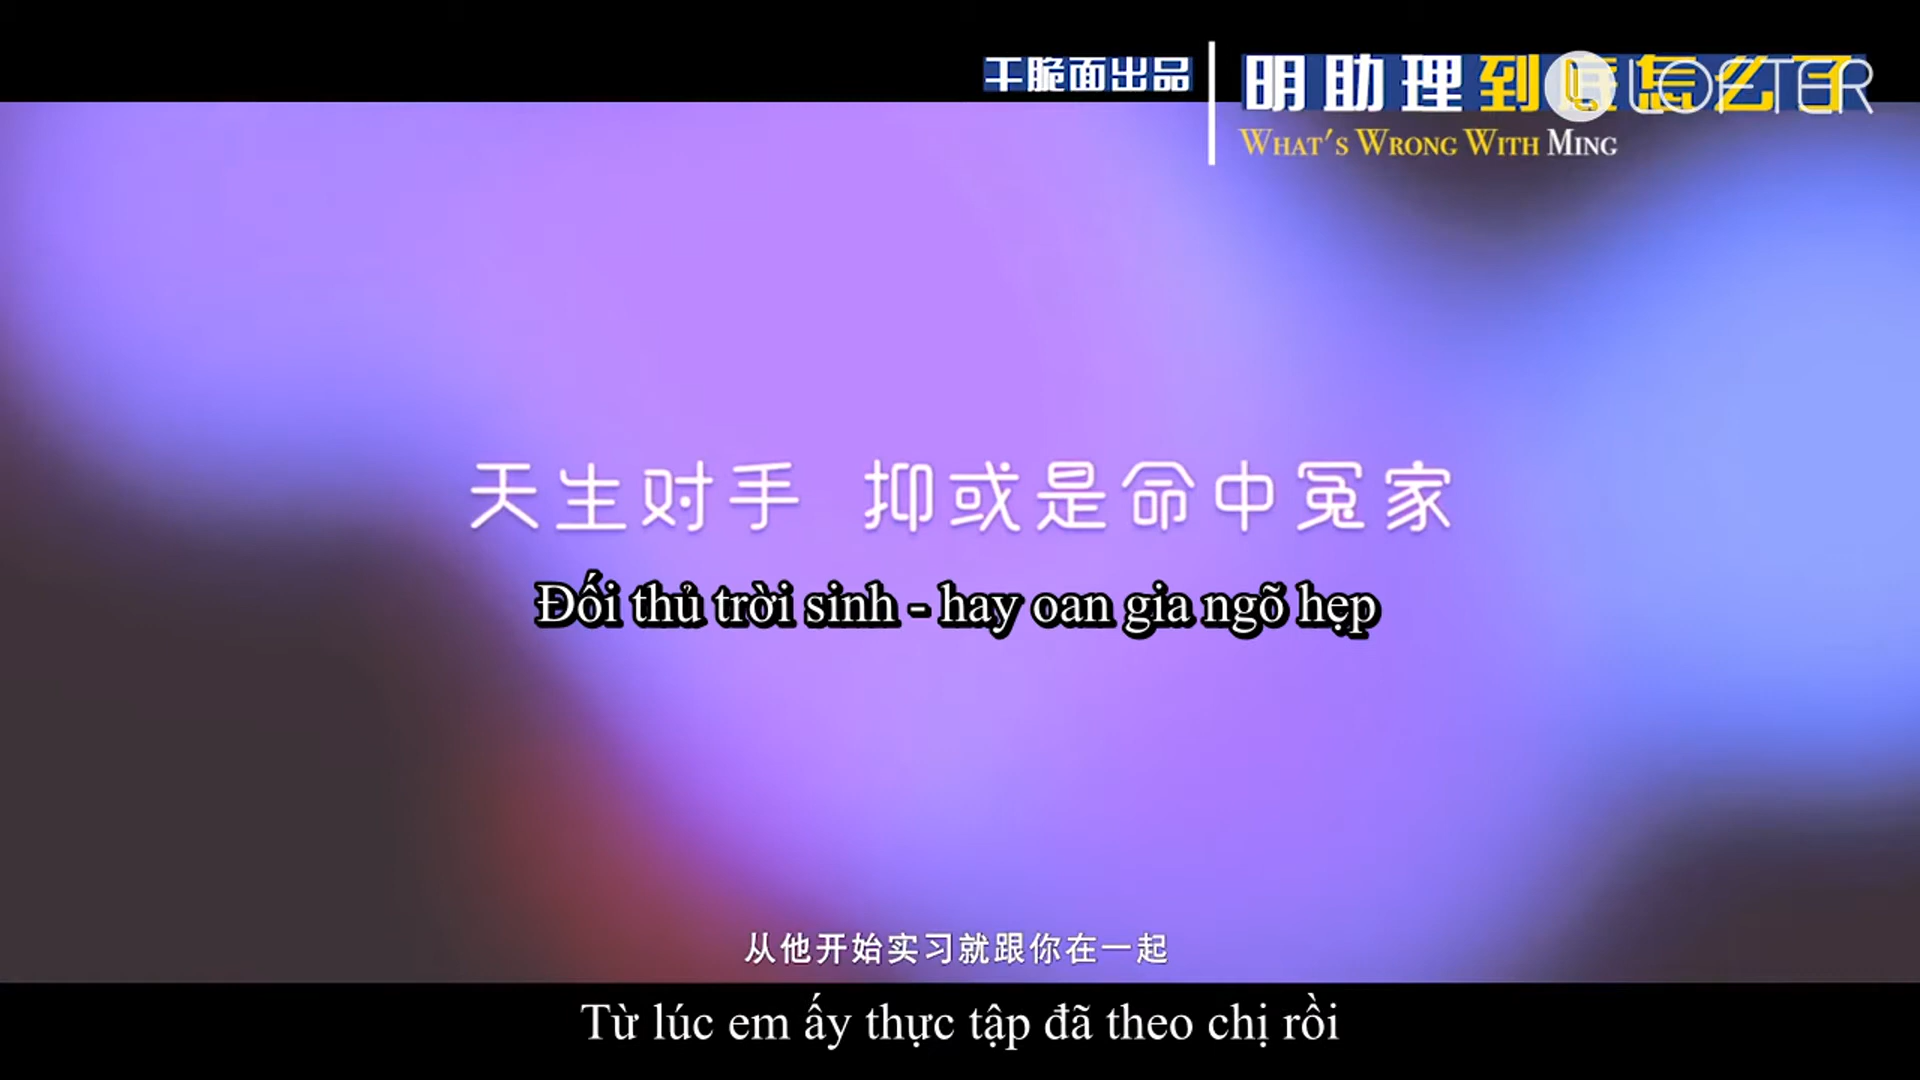 干脆面出品
明助理到底怎么了
LOFTER
WHAT'S WRONG WITH MING
天生对手 抑或是命中冤家
Đối thủ trời sinh - hay oan gia ngõ hẹp
从他开始实习就跟你在一起
Từ lúc em ấy thực tập đã theo chị rồi